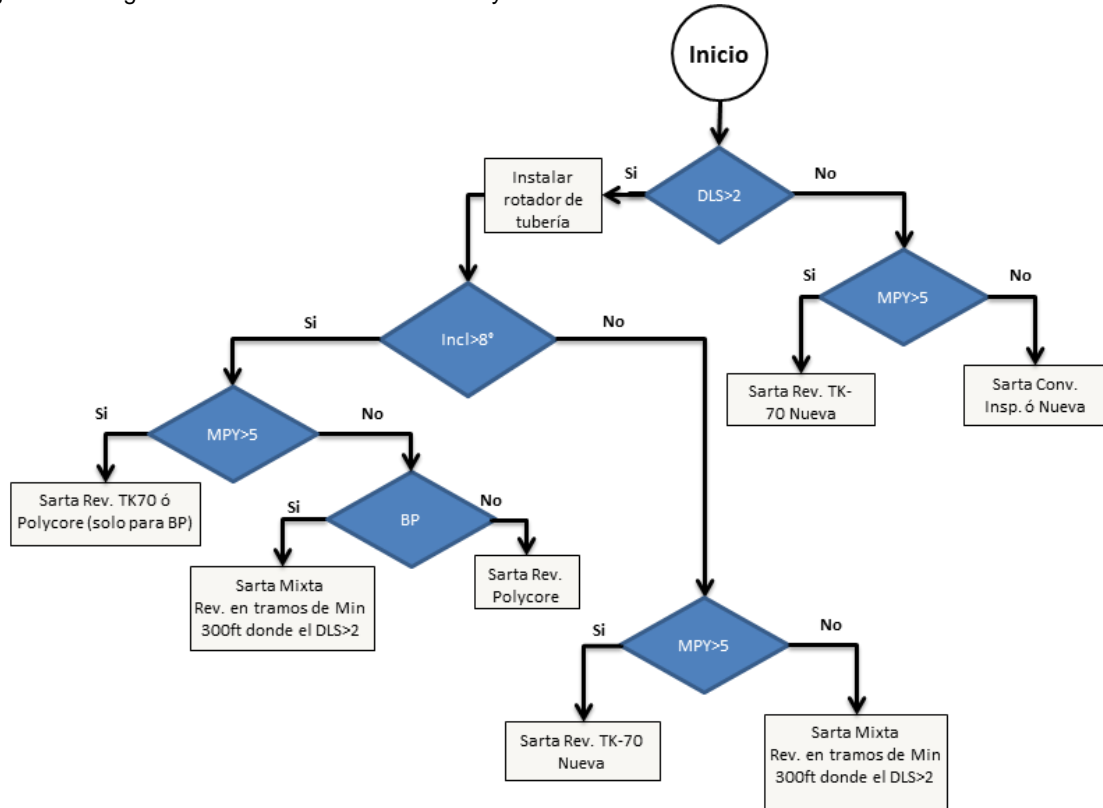 Inicio
DLS>2
Si
No
Instalar
rotador de
tubería
MPY>5
Si
No
Incl>8°
Si
No
Sarta Rev. TK-
70 Nueva
Sarta Conv.
Insp. ó Nueva
MPY>5
Si
No
Sarta Rev. TK70 ó
Polycore (solo para BP)
BP
Si
No
Sarta Mixta
Rev. en tramos de Min
300ft donde el DLS>2
Sarta Rev.
Polycore
MPY>5
Si
No
Sarta Rev. TK-70
Nueva
Sarta Mixta
Rev. en tramos de Min
300ft donde el DLS>2